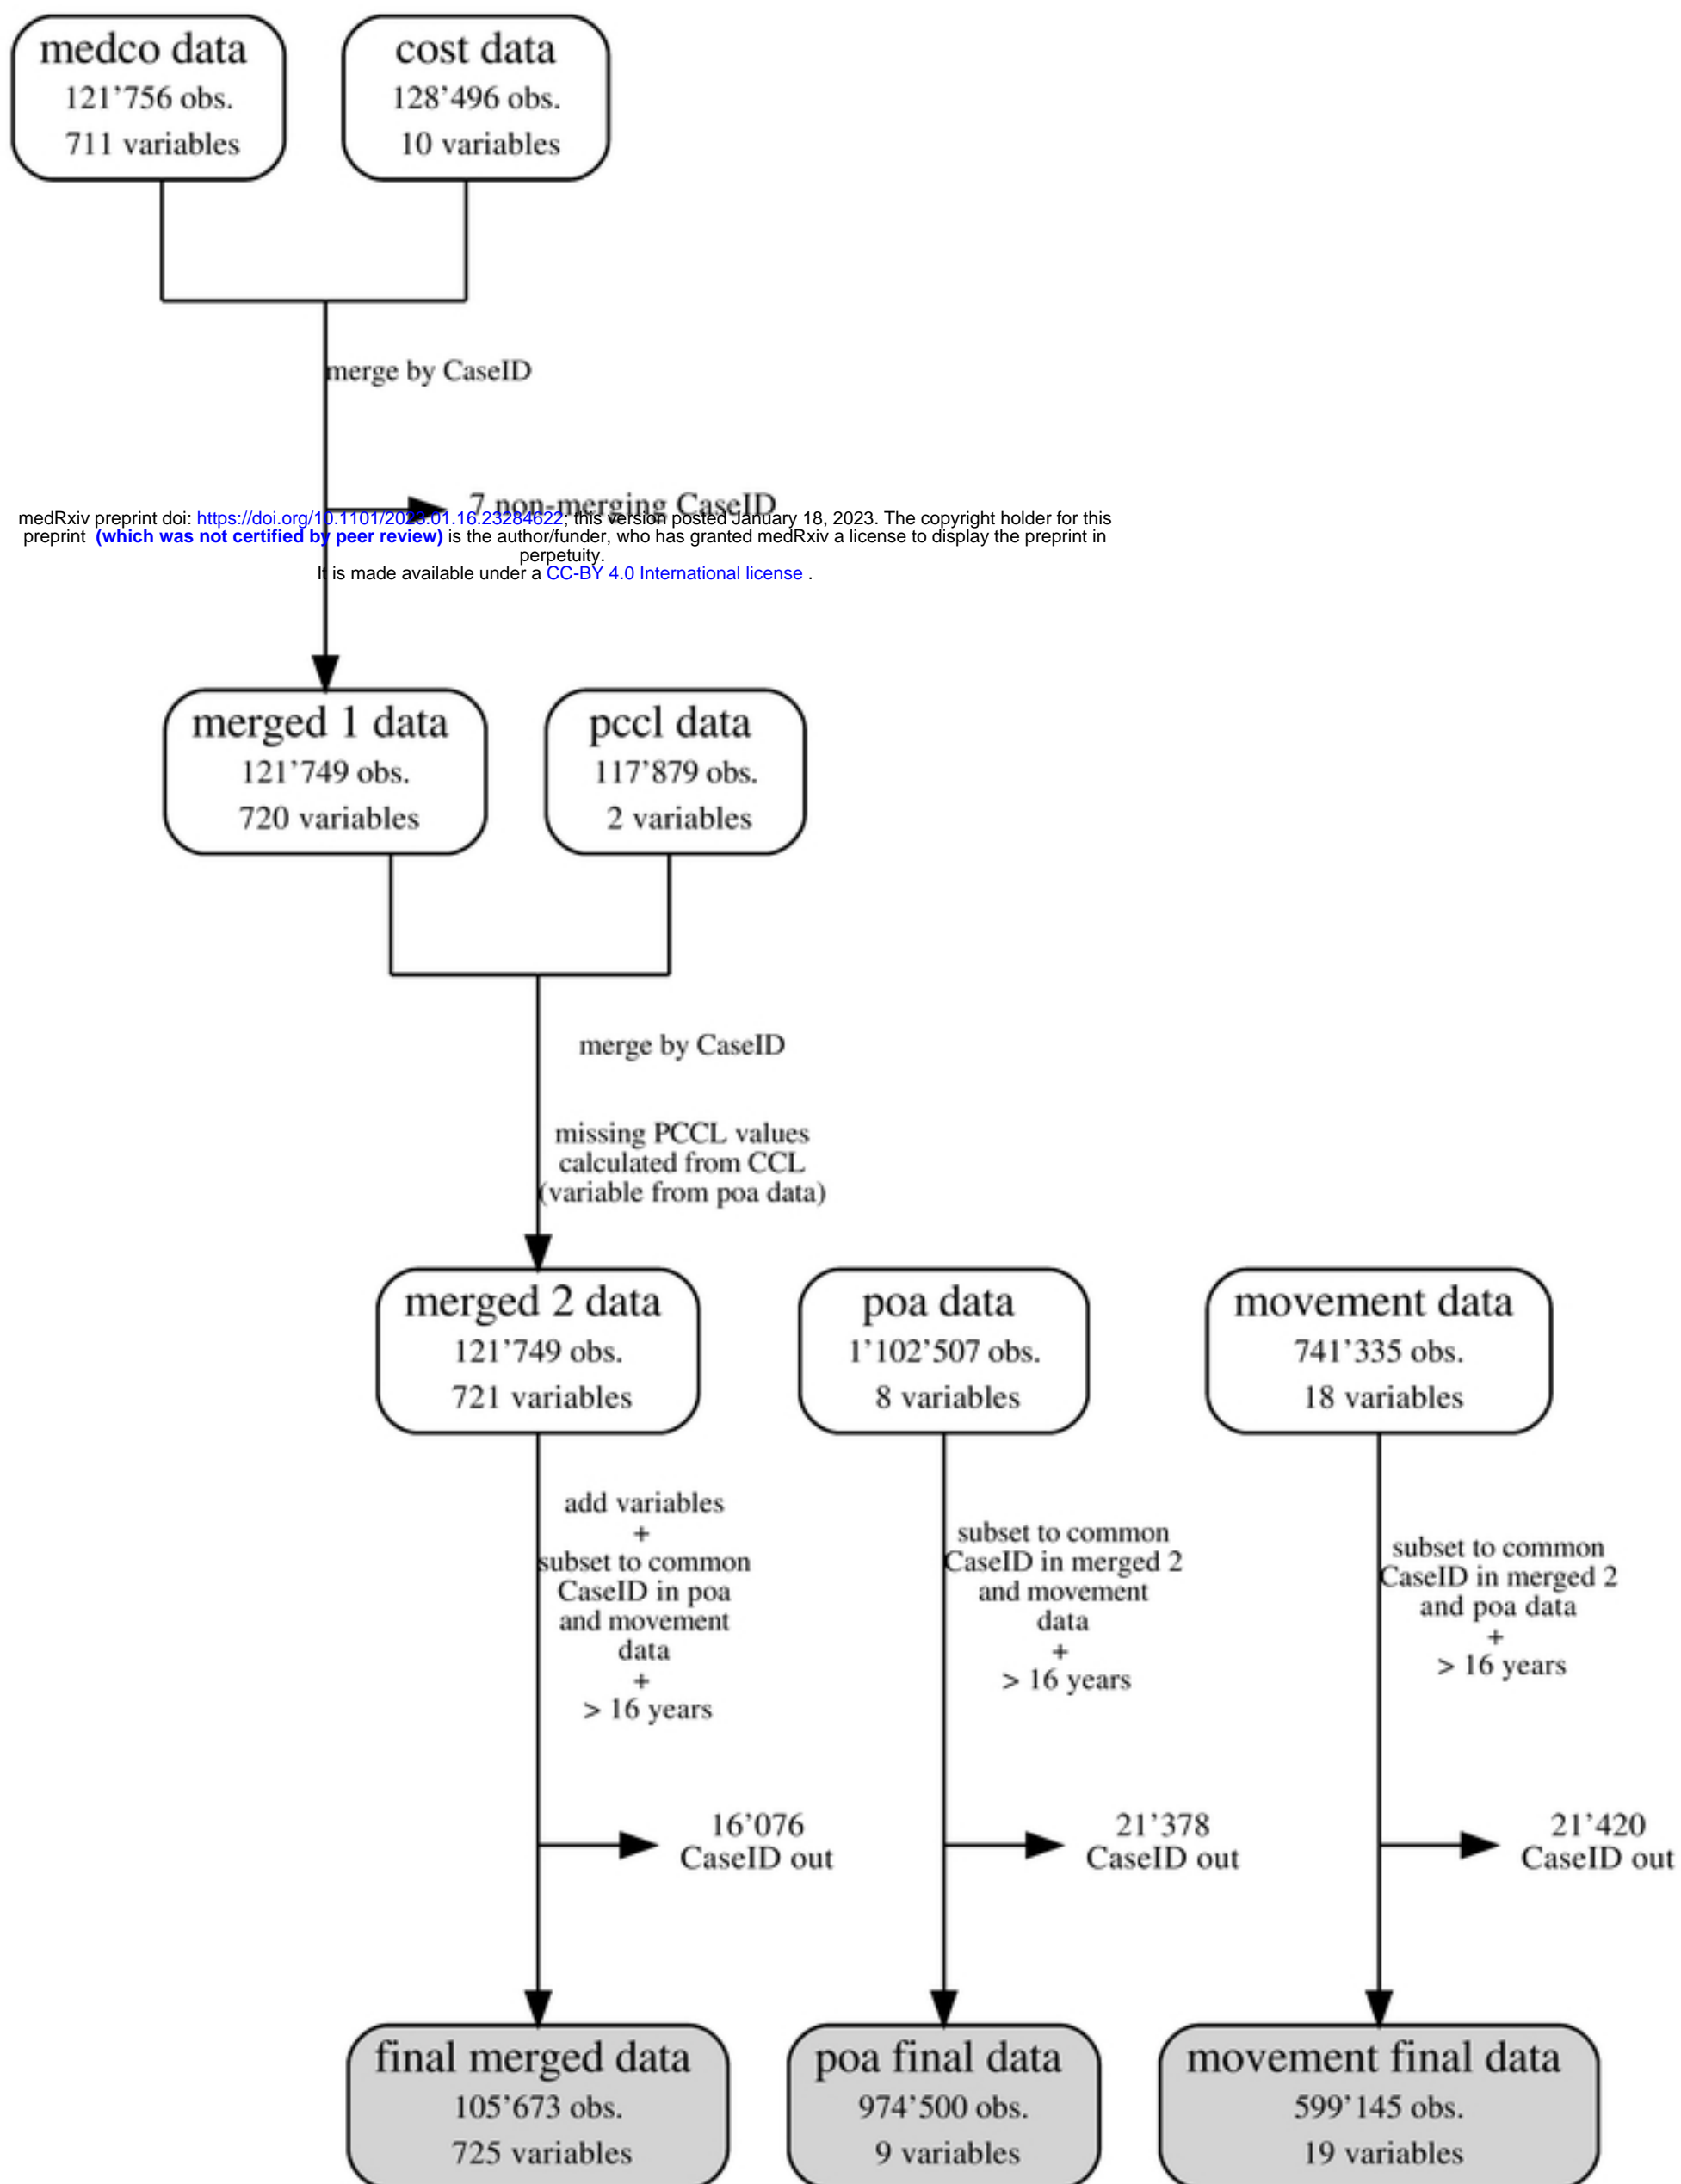 medco data
121’756 obs.
711 variables
cost data
128’496 obs.
10 variables
merge by CaseID
7 non-merging CaseID
medRxiv preprint doi: https://doi.org/10.1101/2023.01.16.23284622; this version posted January 18, 2023. The copyright holder for this
preprint (which was not certified by peer review) is the author/funder, who has granted medRxiv a license to display the preprint in
perpetuity.
It is made available under a CC-BY 4.0 International license .
merged 1 data
121’749 obs.
720 variables
pccl data
117’879 obs.
2 variables
merge by CaseID
missing PCCL values
calculated from CCL
(variable from poa data)
merged 2 data
121’749 obs.
721 variables
poa data
1’102’507 obs.
8 variables
movement data
741’335 obs.
18 variables
add variables
+
subset to common
CaseID in poa
and movement
data
+
> 16 years
subset to common
CaseID in merged 2
and movement
data
+
> 16 years
subset to common
CaseID in merged 2
and poa data
+
> 16 years
16’076
CaseID out
21’378
CaseID out
21’420
CaseID out
final merged data
105’673 obs.
725 variables
poa final data
974’500 obs.
9 variables
movement final data
599’145 obs.
19 variables